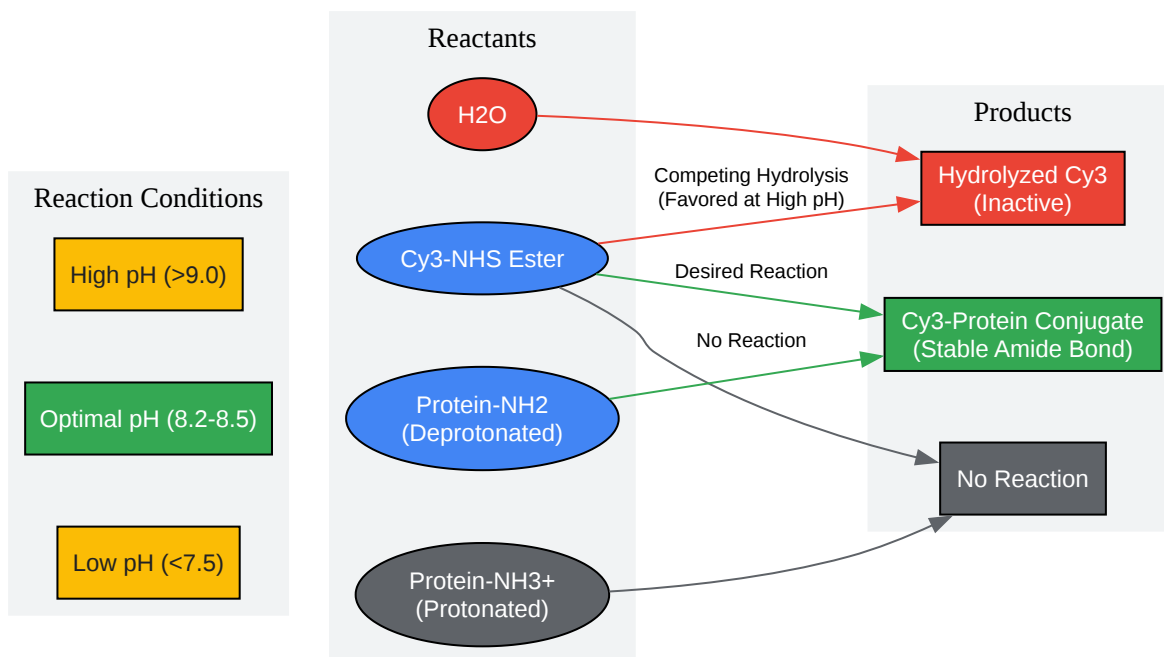 Reaction Conditions
High pH (>9.0)
Optimal pH (8.2-8.5)
Low pH (<7.5)
Reactants
H2O
Cy3-NHS Ester
Protein-NH2
(Deprotonated)
Protein-NH3+
(Protonated)
Competing Hydrolysis
(Favored at High pH)
Desired Reaction
No Reaction
Products
Hydrolyzed Cy3
(Inactive)
Cy3-Protein Conjugate
(Stable Amide Bond)
No Reaction